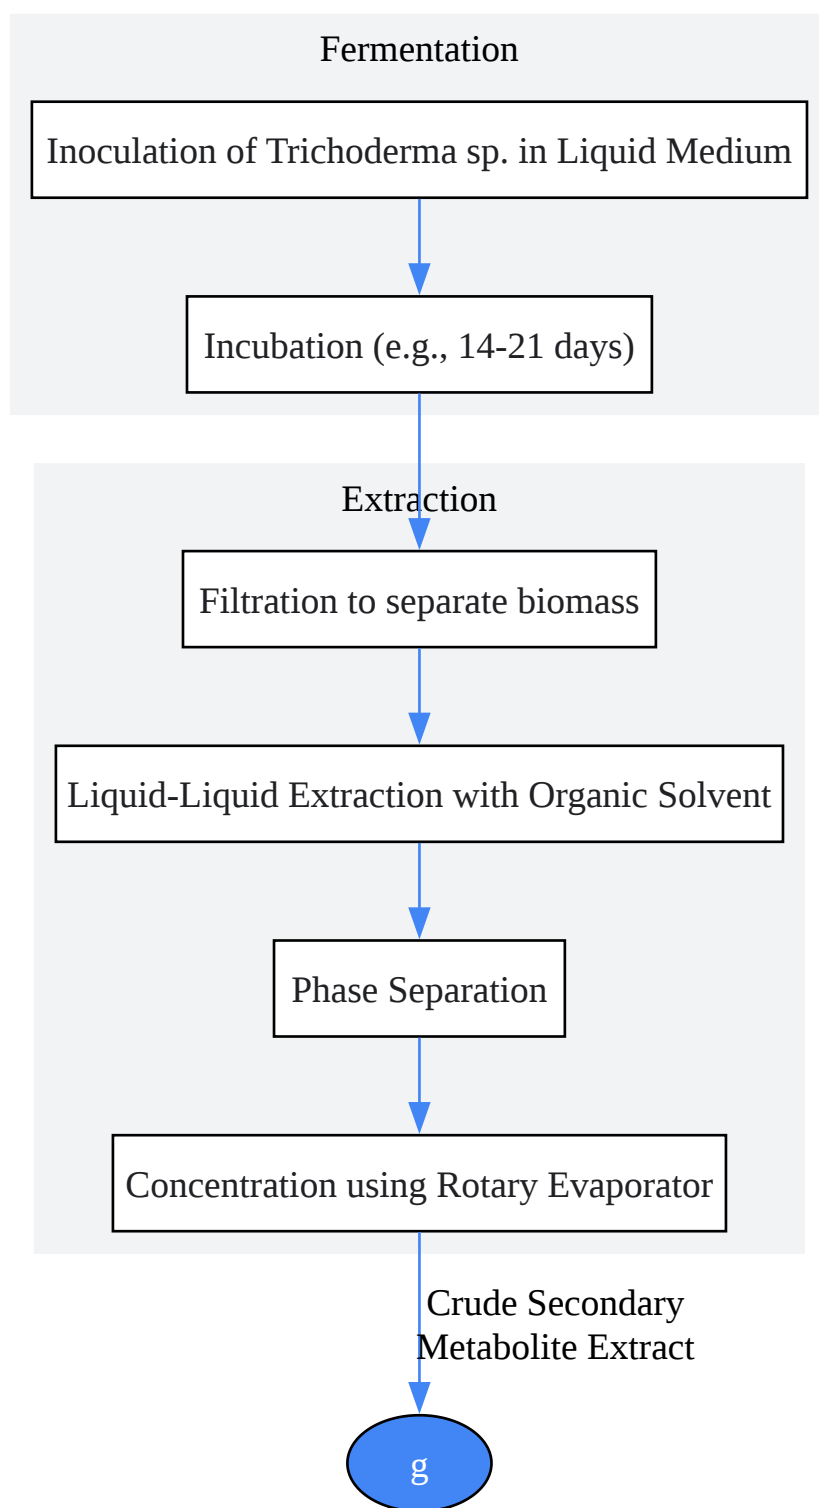 Fermentation
Inoculation of Trichoderma sp. in Liquid Medium
Incubation (e.g., 14-21 days)
Extraction
Filtration to separate biomass
Liquid-Liquid Extraction with Organic Solvent
Phase Separation
Concentration using Rotary Evaporator
Crude Secondary
Metabolite Extract
g